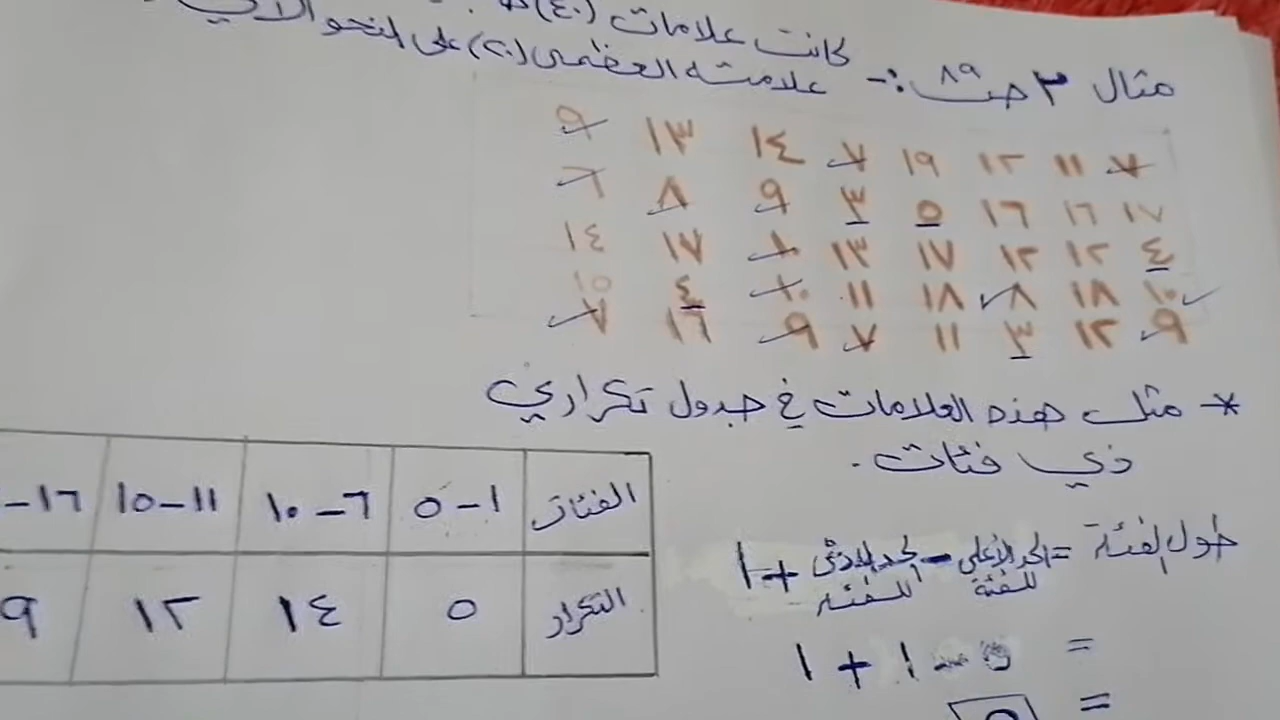 كانت علامات (٤٠)
مثال ٣ صـ ٨٩ :- علامته العظمى (٢٠) على النحو الآتي
٧ ١١ ١٢ ١٩ ٧ ١٤ ١٣ ٩
١٧ ١٦ ١٦ ٥ ٣ ٩ ٨ ٦
٤ ١٢ ١٢ ١٧ ١٣ ١٧ ١٤
١٠ ١٨ ٨ ١٨ ١١ ١٠ ٤ ١٥
٩ ١٢ ٣ ١١ ٧ ٩ ١٦ ٧
* مثل هذه العلامات في جدول تكراري
ذي فئات .
الفئات ١-٥ ٦-١٠ ١١-١٥ ١٦-
التكرار ٥ ١٤ ١٢ ٩
طول الفئة = الحد الأعلى للفئة - الحد الأدنى للفئة + ١
= ٥ - ١ + ١
= ٥